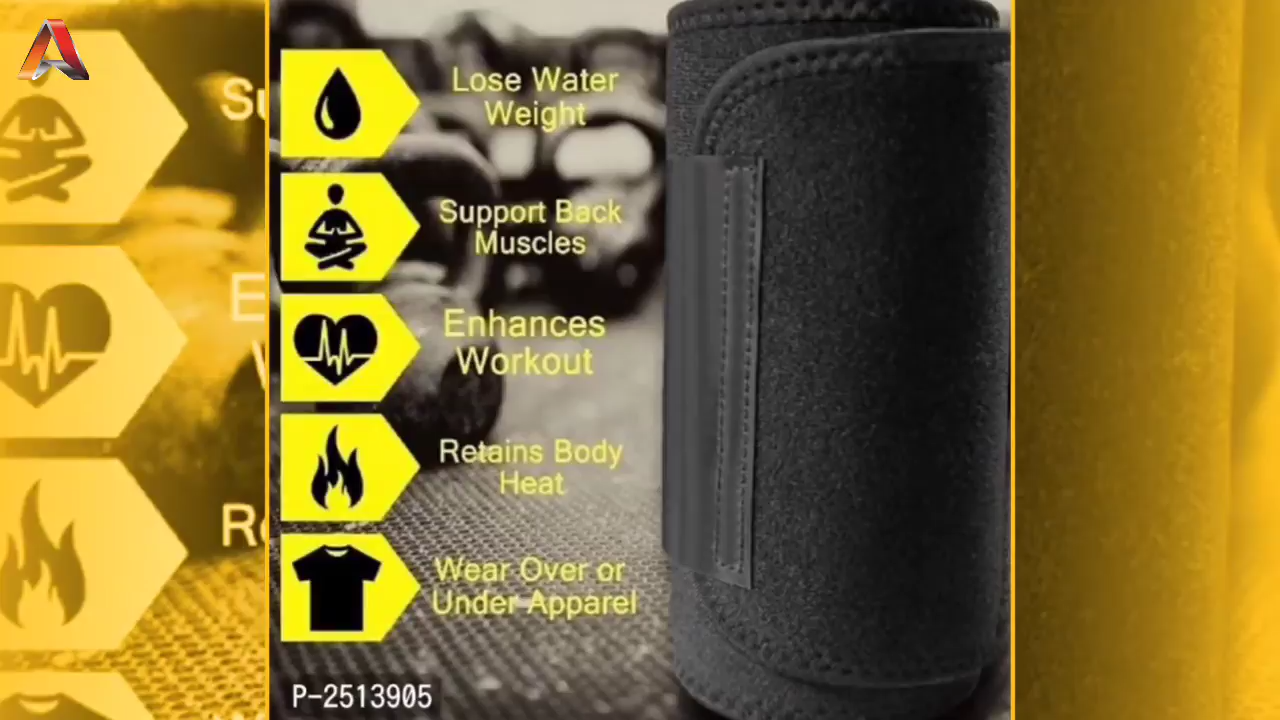 Lose Water
Weight
Support Back
Muscles
Enhances
Workout
Retains Body
Heat
Wear Over or
Under Apparel
P-2513905